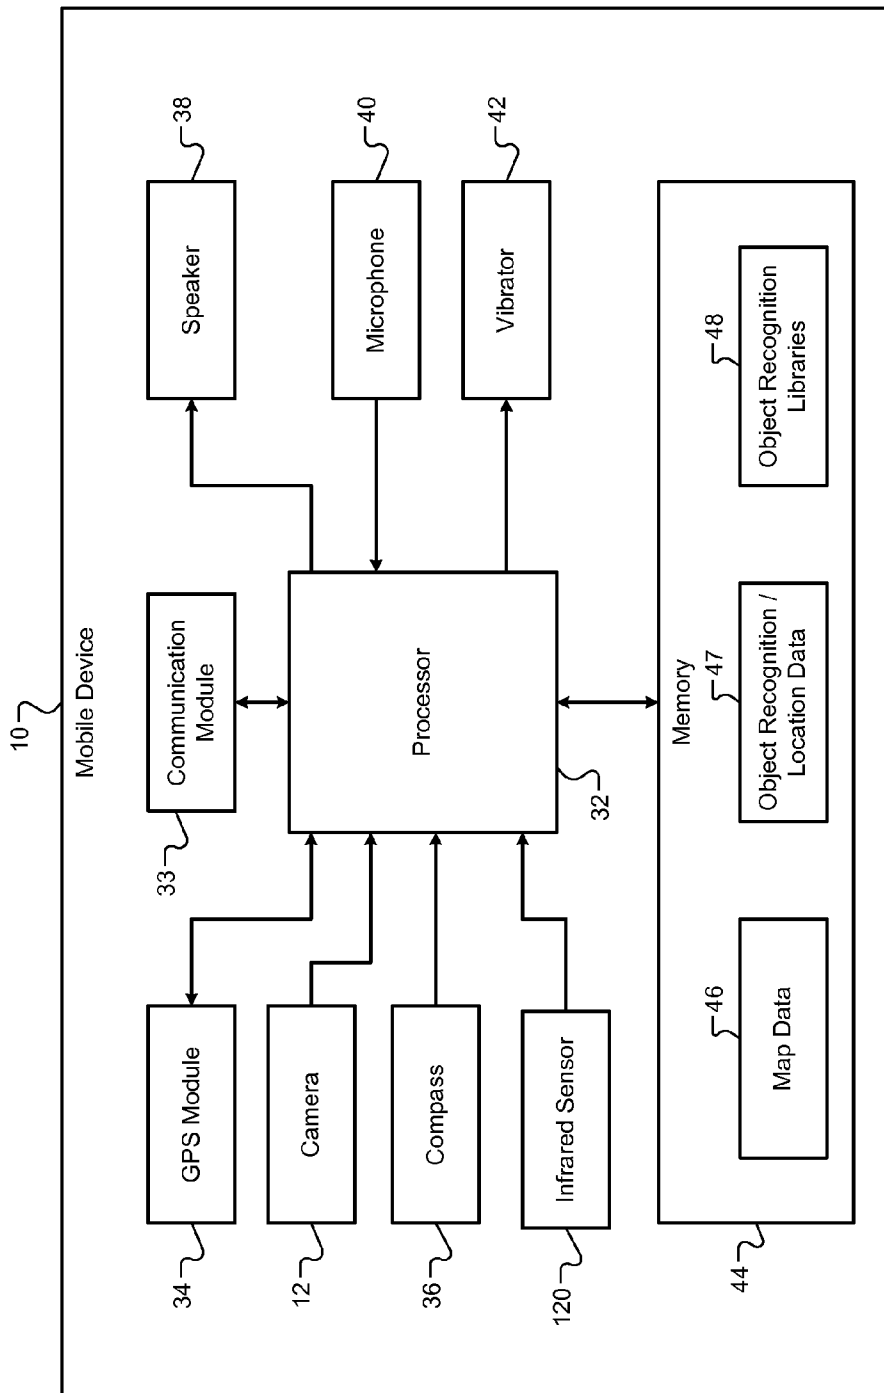 10
Mobile Device
34
GPS Module
33
Communication
Module
Speaker
38
12
Camera
Microphone
40
36
Compass
Processor
32
Vibrator
42
120
Infrared Sensor
44
Memory
46
Map Data
47
Object Recognition /
Location Data
48
Object Recognition
Libraries